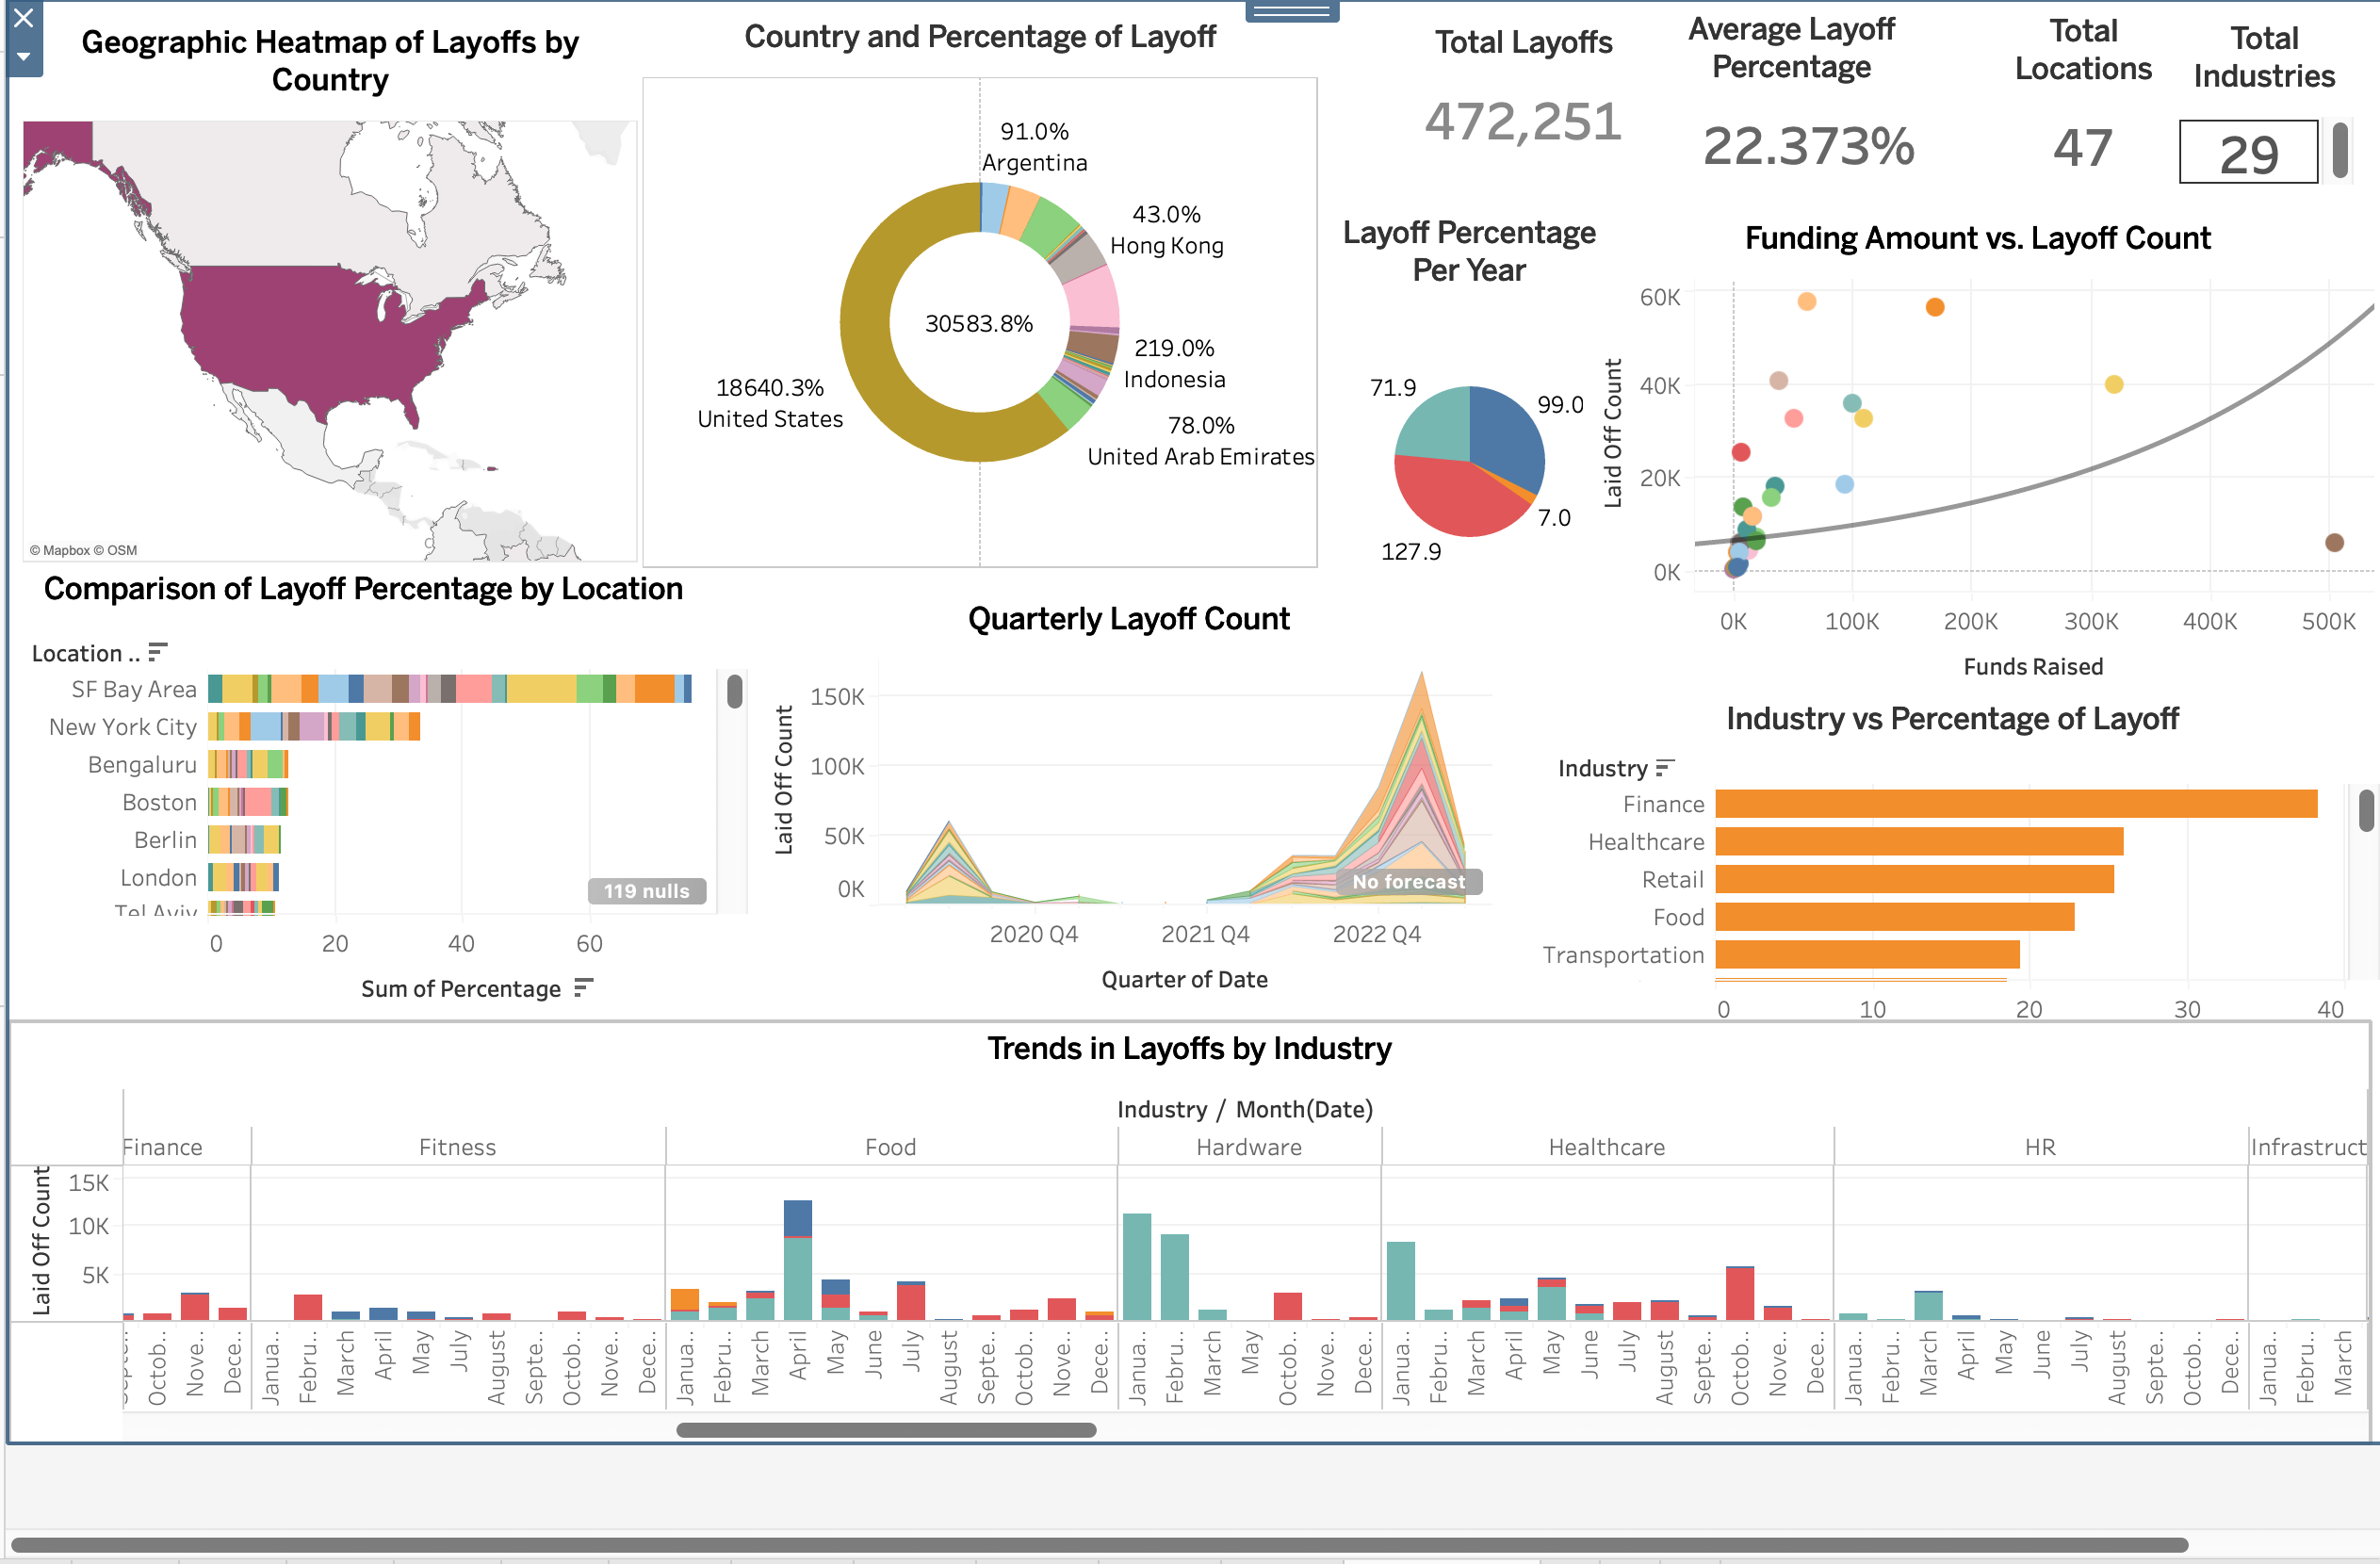 Geographic Heatmap of Layoffs by
Country
© Mapbox © OSM
Country and Percentage of Layoff
91.0%
Argentina
43.0%
Hong Kong
30583.8%
219.0%
Indonesia
18640.3%
United States
78.0%
United Arab Emirates
Total Layoffs
472,251
Average Layoff
Percentage
22.373%
Total
Locations
47
Total
Industries
29
Layoff Percentage
Per Year
71.9
99.0
7.0
127.9
Funding Amount vs. Layoff Count
Laid Off Count
60K
40K
20K
0K
0K 100K 200K 300K 400K 500K
Funds Raised
Comparison of Layoff Percentage by Location
Location ..
SF Bay Area
New York City
Bengaluru
Boston
Berlin
London
Tel Aviv
119 nulls
0 20 40 60
Sum of Percentage
Quarterly Layoff Count
Laid Off Count
150K
100K
50K
0K
No forecast
2020 Q4 2021 Q4 2022 Q4
Quarter of Date
Industry vs Percentage of Layoff
Industry
Finance
Healthcare
Retail
Food
Transportation
0 10 20 30 40
Trends in Layoffs by Industry
Industry / Month(Date)
Finance Fitness Food Hardware Healthcare HR Infrastruct
Laid Off Count
15K
10K
5K
Septe.. Octob.. Nove.. Dece.. Janua.. Febru.. March April May July August Septe.. Octob.. Nove.. Dece.. Janua.. Febru.. March April May June July August Septe.. Octob.. Nove.. Dece.. Janua.. Febru.. March May Octob.. Nove.. Dece.. Janua.. Febru.. March April May June July August Septe.. Octob.. Nove.. Dece.. Janua.. Febru.. March April May June July August Septe.. Octob.. Dece.. Janua.. Febru.. March